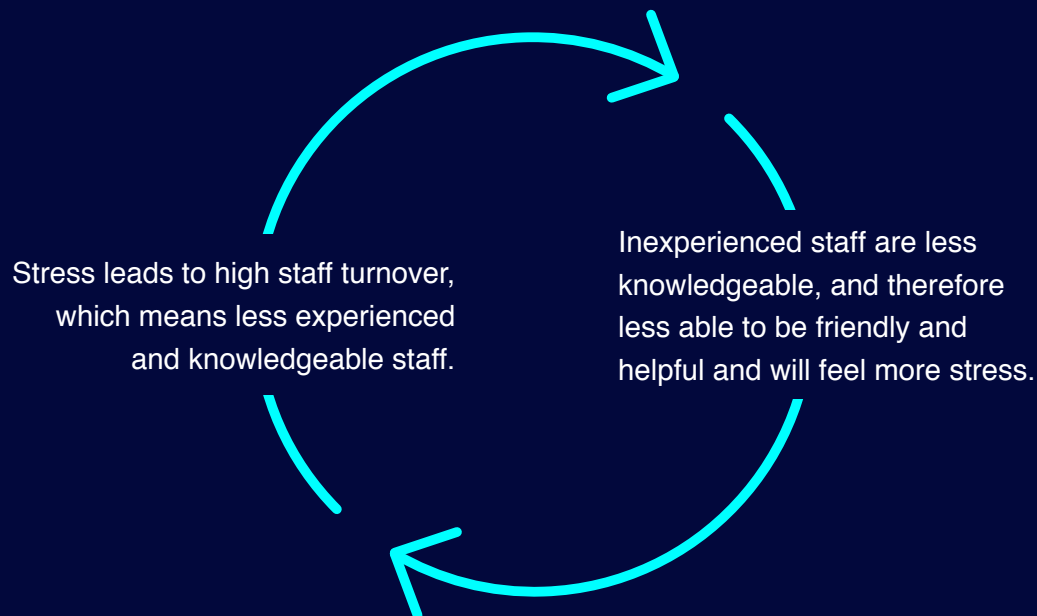 Stress leads to high staff turnover,
which means less experienced
and knowledgeable staff.
Inexperienced staff are less
knowledgeable, and therefore
less able to be friendly and
helpful and will feel more stress.